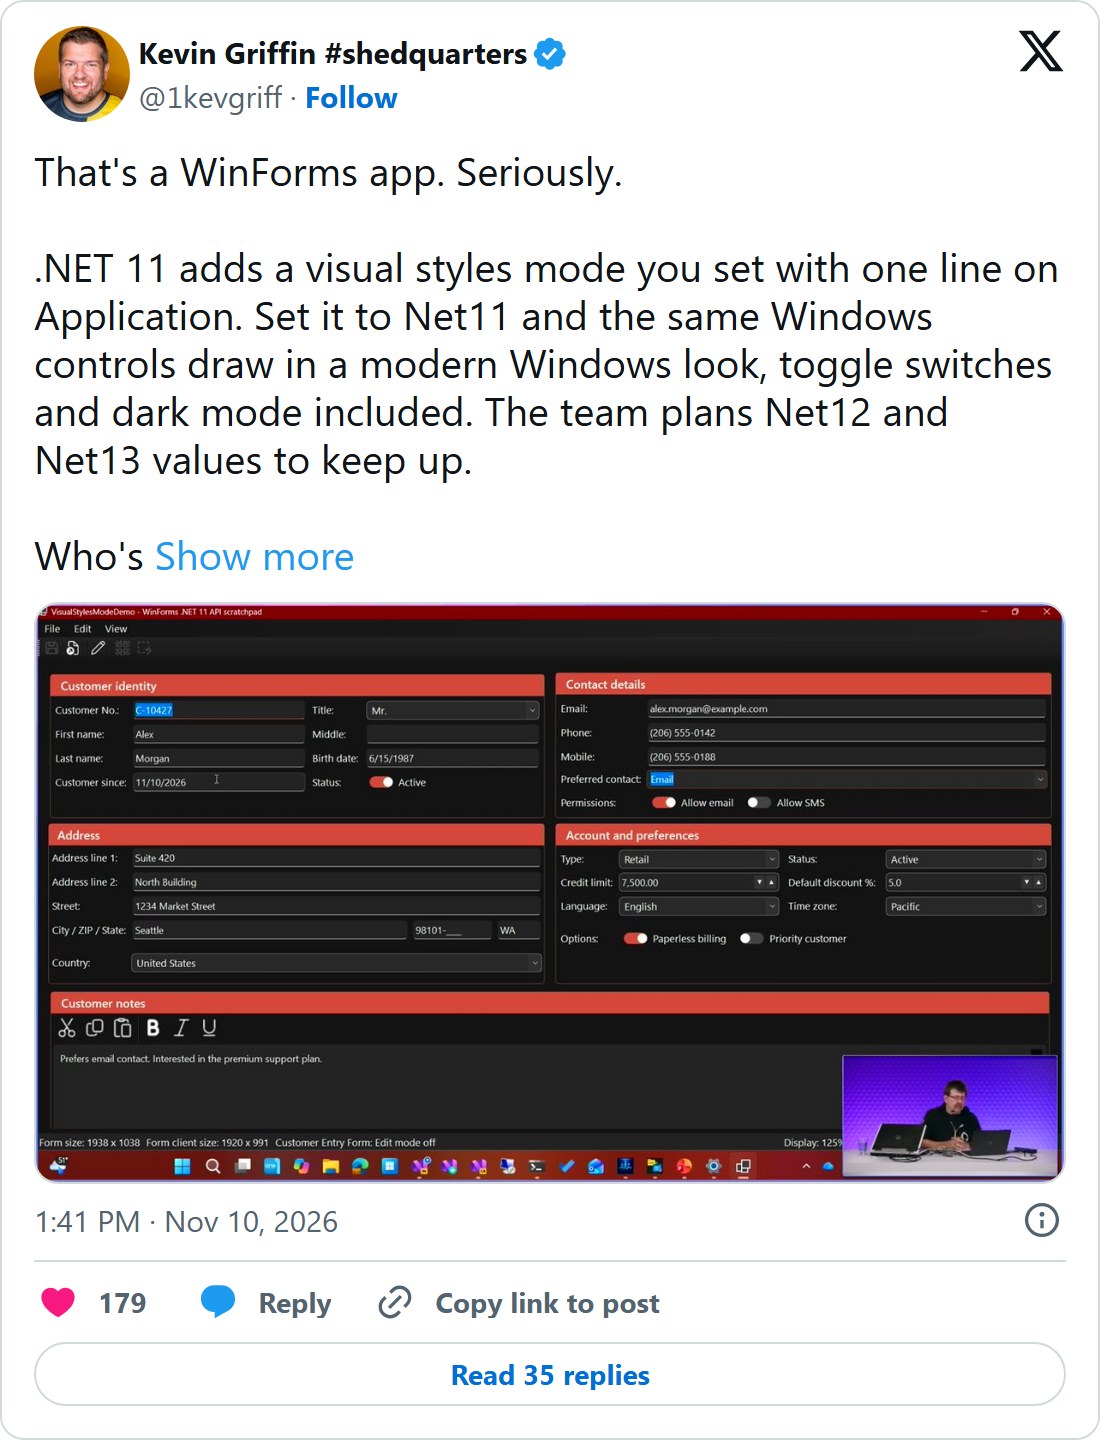 Kevin Griffin #shedquarters
@1kevgriff · Follow
That's a WinForms app. Seriously.
.NET 11 adds a visual styles mode you set with one line on
Application. Set it to Net11 and the same Windows
controls draw in a modern Windows look, toggle switches
and dark mode included. The team plans Net12 and
Net13 values to keep up.
Who's Show more
VisualStylesModeDemo - WinForms .NET 11 API scratchpad
File Edit View
Customer identity
Customer No.: C-10427 Title: Mr.
First name: Alex Middle:
Last name: Morgan Birth date: 6/15/1987
Customer since: 11/10/2026 Status: Active
Contact details
Email: alex.morgan@example.com
Phone: (206) 555-0142
Mobile: (206) 555-0188
Preferred contact: Email
Permissions: Allow email Allow SMS
Address
Address line 1: Suite 420
Address line 2: North Building
Street: 1234 Market Street
City / ZIP / State: Seattle 98101-___ WA
Country: United States
Account and preferences
Type: Retail Status: Active
Credit limit: 7,500.00 Default discount %: 5.0
Language: English Time zone: Pacific
Options: Paperless billing Priority customer
Customer notes
B I U
Prefers email contact. Interested in the premium support plan.
Form size: 1938 x 1038 Form client size: 1920 x 991 Customer Entry Form: Edit mode off Display: 125%
51°
1:41 PM · Nov 10, 2026
179 Reply Copy link to post
Read 35 replies